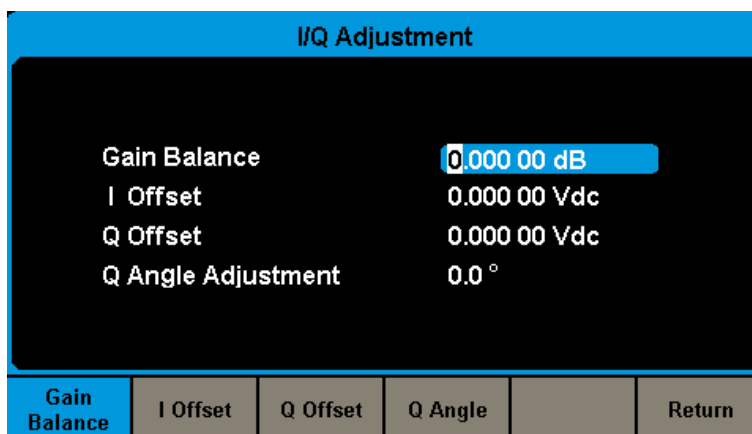 I/Q Adjustment
Gain Balance 0.000 00 dB
I Offset 0.000 00 Vdc
Q Offset 0.000 00 Vdc
Q Angle Adjustment 0.0 °
Gain Balance
I Offset
Q Offset
Q Angle
Return